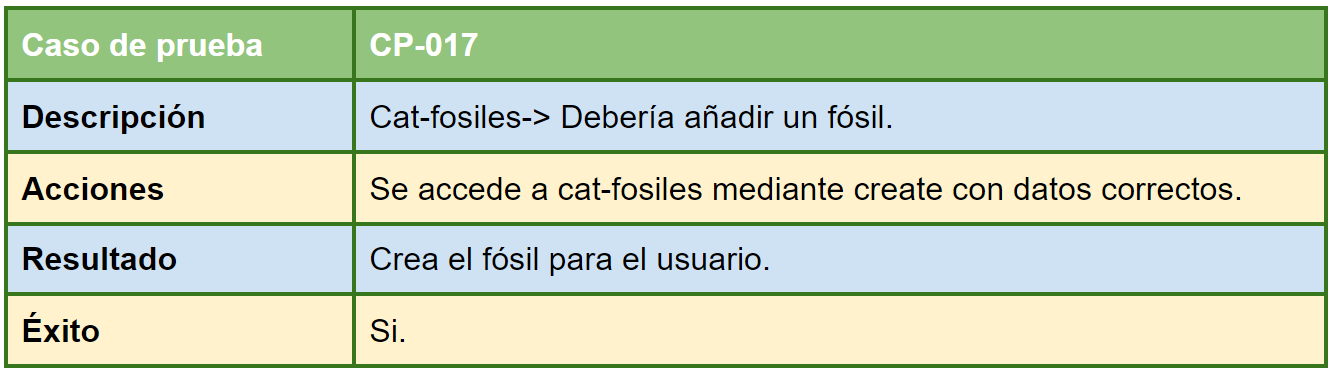 Caso de prueba CP-017
Descripción Cat-fosiles-> Debería añadir un fósil.
Acciones Se accede a cat-fosiles mediante create con datos correctos.
Resultado Crea el fósil para el usuario.
Éxito Si.